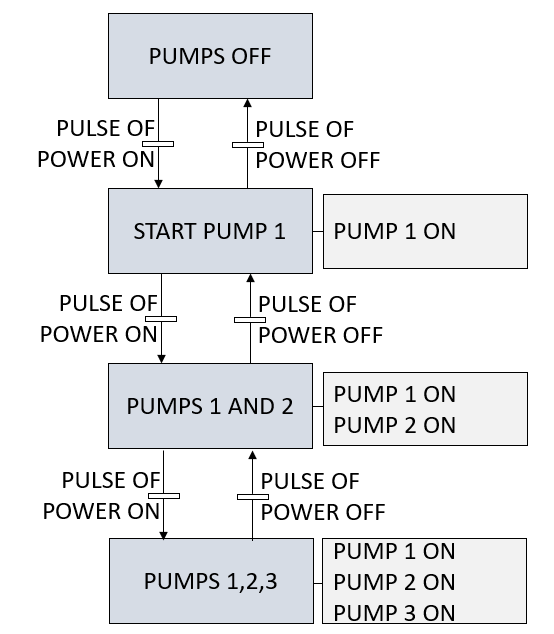 PUMPS OFF
PULSE OF
POWER ON
PULSE OF
POWER OFF
START PUMP 1
PUMP 1 ON
PULSE OF
POWER ON
PULSE OF
POWER OFF
PUMPS 1 AND 2
PUMP 1 ON
PUMP 2 ON
PULSE OF
POWER ON
PULSE OF
POWER OFF
PUMPS 1,2,3
PUMP 1 ON
PUMP 2 ON
PUMP 3 ON